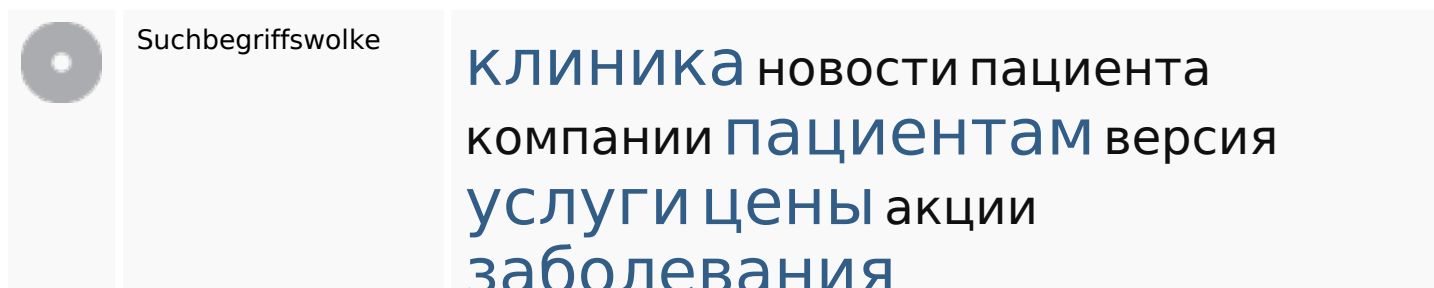 Suchbegriffswolke
клиника новости пациента
компании пациентам версия
услуги цены акции
заболевания